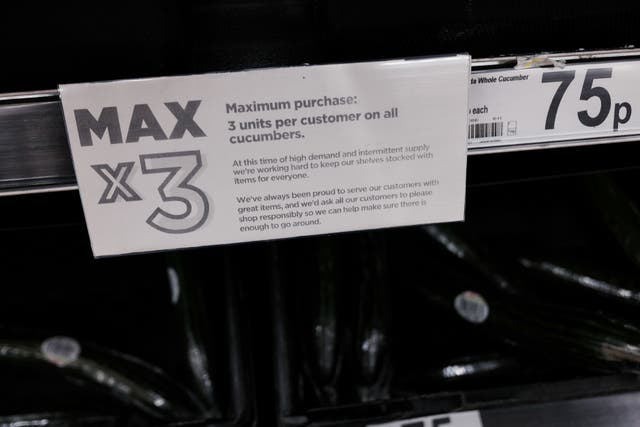 MAX
x3
Maximum purchase:
3 units per customer on all
cucumbers.
At this time of high demand and intermittent supply
we're working hard to keep our shelves stocked with
items for everyone.
We've always been proud to serve our customers with
great items, and we'd ask all our customers to please
shop responsibly so we can help make sure there is
enough to go around.
Whole Cucumber
each
75p